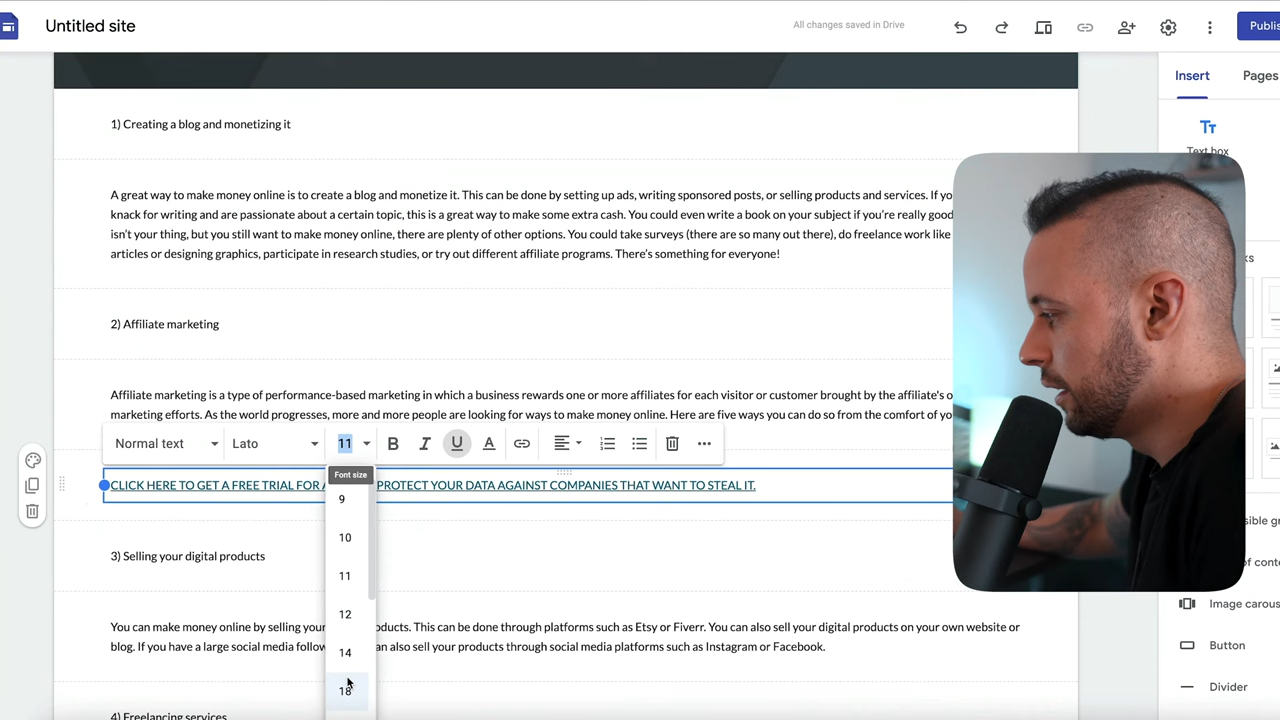 Untitled site
All changes saved in Drive
Publis
Insert Pages
Text box
1) Creating a blog and monetizing it
A great way to make money online is to create a blog and monetize it. This can be done by setting up ads, writing sponsored posts, or selling products and services. If yo
knack for writing and are passionate about a certain topic, this is a great way to make some extra cash. You could even write a book on your subject if you're really good
isn't your thing, but you still want to make money online, there are plenty of other options. You could take surveys (there are so many out there), do freelance work like
articles or designing graphics, participate in research studies, or try out different affiliate programs. There's something for everyone!
ks
2) Affiliate marketing
Affiliate marketing is a type of performance-based marketing in which a business rewards one or more affiliates for each visitor or customer brought by the affiliate's o
marketing efforts. As the world progresses, more and more people are looking for ways to make money online. Here are five ways you can do so from the comfort of yo
Normal text Lato 11 B I U A
Font size
CLICK HERE TO GET A FREE TRIAL FOR A PROTECT YOUR DATA AGAINST COMPANIES THAT WANT TO STEAL IT.
9
10
11
12
14
18
sible gr
of conte
3) Selling your digital products
Image carous
You can make money online by selling your oducts. This can be done through platforms such as Etsy or Fiverr. You can also sell your digital products on your own website or
blog. If you have a large social media follow an also sell your products through social media platforms such as Instagram or Facebook.
Button
Divider
4) Freelancing services